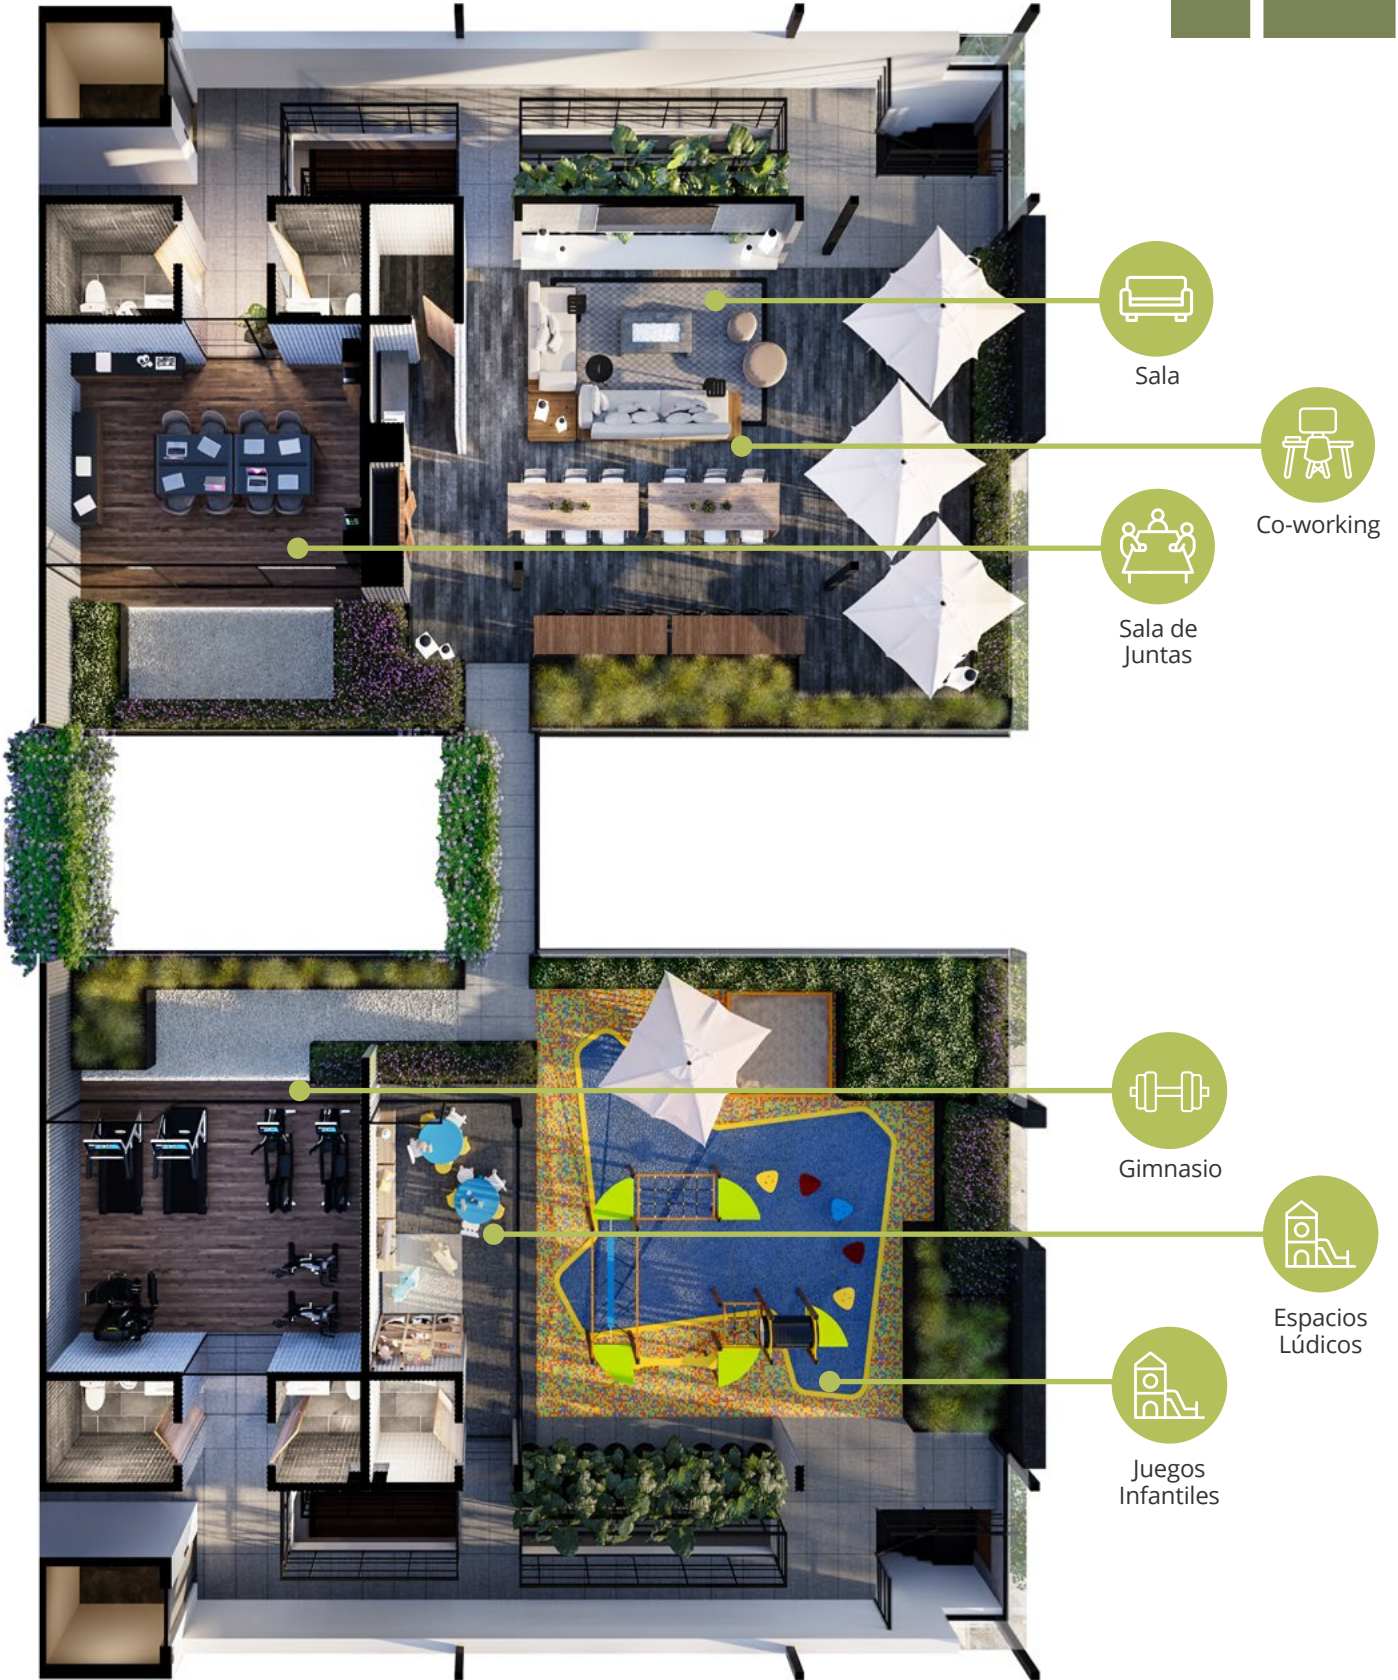 Sala
Co-working
Sala de
Juntas
Gimnasio
Espacios
Lúdicos
Juegos
Infantiles